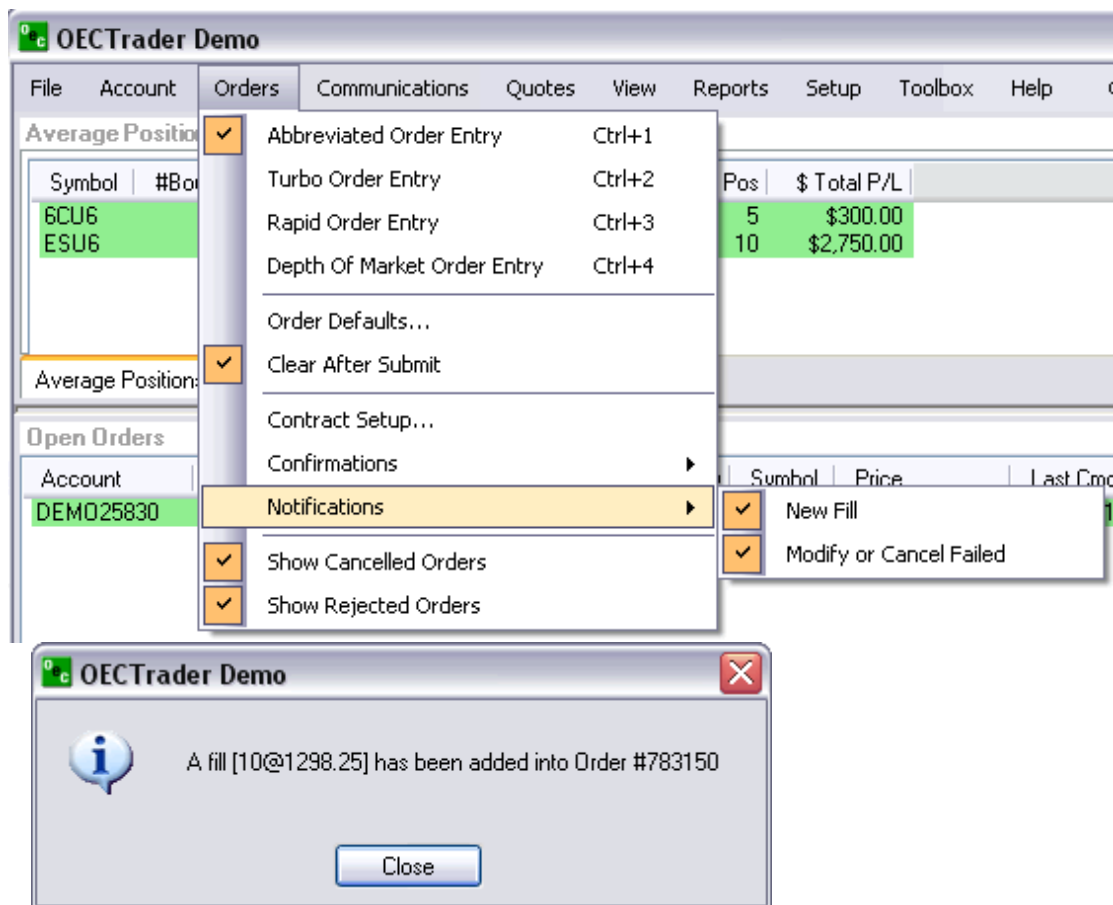 OECTrader Demo
File Account Orders Communications Quotes View Reports Setup Toolbox Help
Average
Abbreviated Order Entry Ctrl+1
Symbol
Turbo Order Entry Ctrl+2
Pos $ Total P/L
6CU6
Rapid Order Entry Ctrl+3
5 $300.00
ESU6
10 $2,750.00
Depth Of Market Order Entry Ctrl+4
Order Defaults...
Clear After Submit
Average Position
Contract Setup...
Open Orders
Confirmations
Account
Symbol Price Last
DEMO25830
Notifications
New Fill
Modify or Cancel Failed
Show Cancelled Orders
Show Rejected Orders
OEC
OECTrader Demo
A fill [10@1298.25] has been added into Order #783150
Close